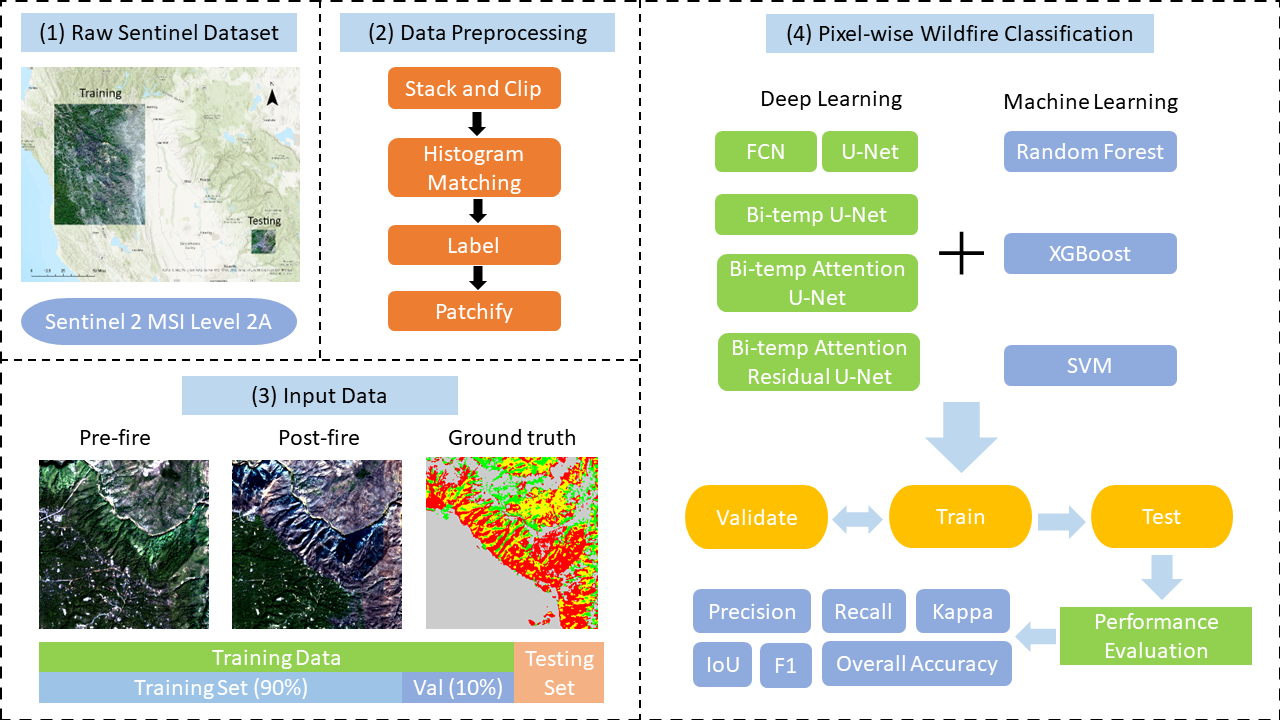 (1) Raw Sentinel Dataset
Training
N
Testing
Sentinel 2 MSI Level 2A
(2) Data Preprocessing
Stack and Clip
Histogram
Matching
Label
Patchify
(3) Input Data
Pre-fire
Post-fire
Ground truth
Training Data
Training Set (90%)
Val (10%)
Testing
Set
(4) Pixel-wise Wildfire Classification
Deep Learning
Machine Learning
FCN
U-Net
Random Forest
Bi-temp U-Net
XGBoost
Bi-temp Attention
U-Net
Bi-temp Attention
Residual U-Net
SVM
Validate
Train
Test
Performance
Evaluation
Precision
Recall
Kappa
IoU
F1
Overall Accuracy